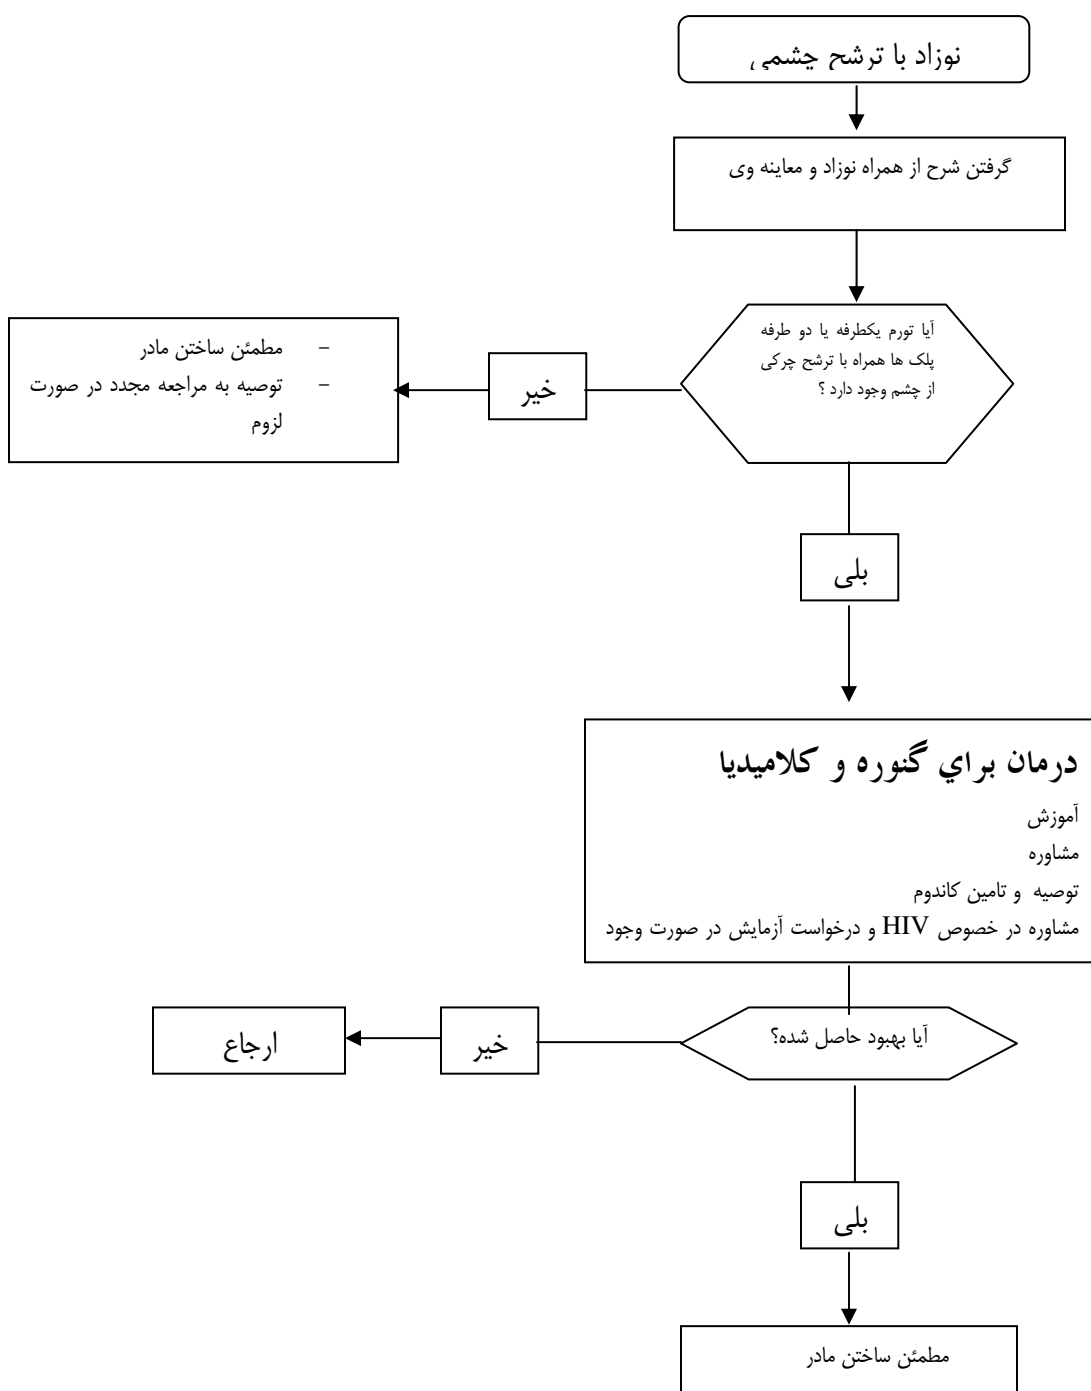 نوزاد با ترشح چشمی
گرفتن شرح از همراه نوزاد و معاینه وی
آیا تورم یکطرفه یا دو طرفه
پلک ها همراه با ترشح چرکی
از چشم وجود دارد ؟
خیر
- مطمئن ساختن مادر
- توصیه به مراجعه مجدد در صورت
لزوم
بلی
درمان براي گنوره و کلامیدیا
آموزش
مشاوره
توصیه و تامین کاندوم
مشاوره در خصوص HIV و درخواست آزمایش در صورت وجود
آیا بهبود حاصل شده؟
خیر
ارجاع
بلی
مطمئن ساختن مادر